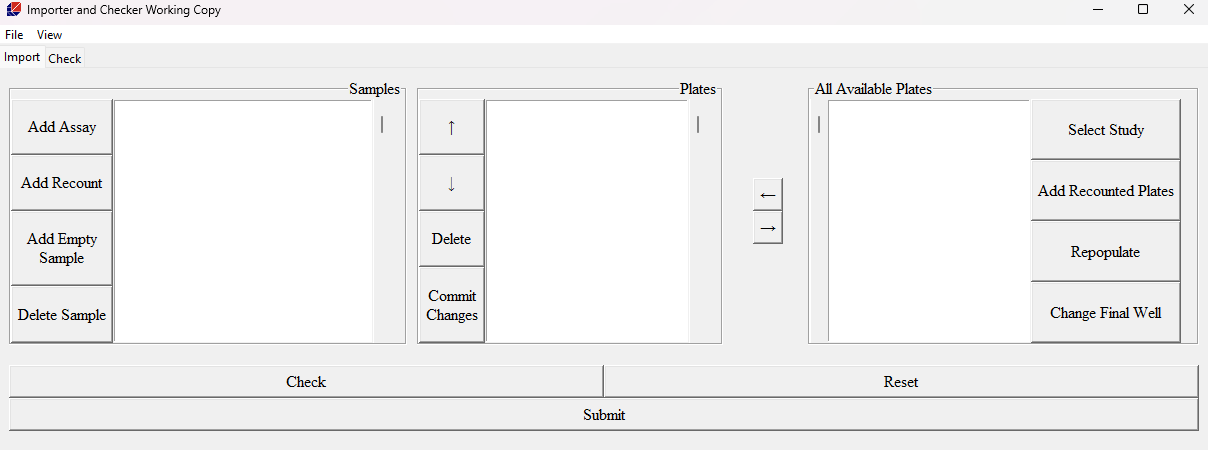 Importer and Checker Working Copy
File View
Import Check
Samples
Add Assay
Add Recount
Add Empty
Sample
Delete Sample
Plates
↑
↓
Delete
Commit
Changes
←
→
All Available Plates
Select Study
Add Recounted Plates
Repopulate
Change Final Well
Check
Reset
Submit